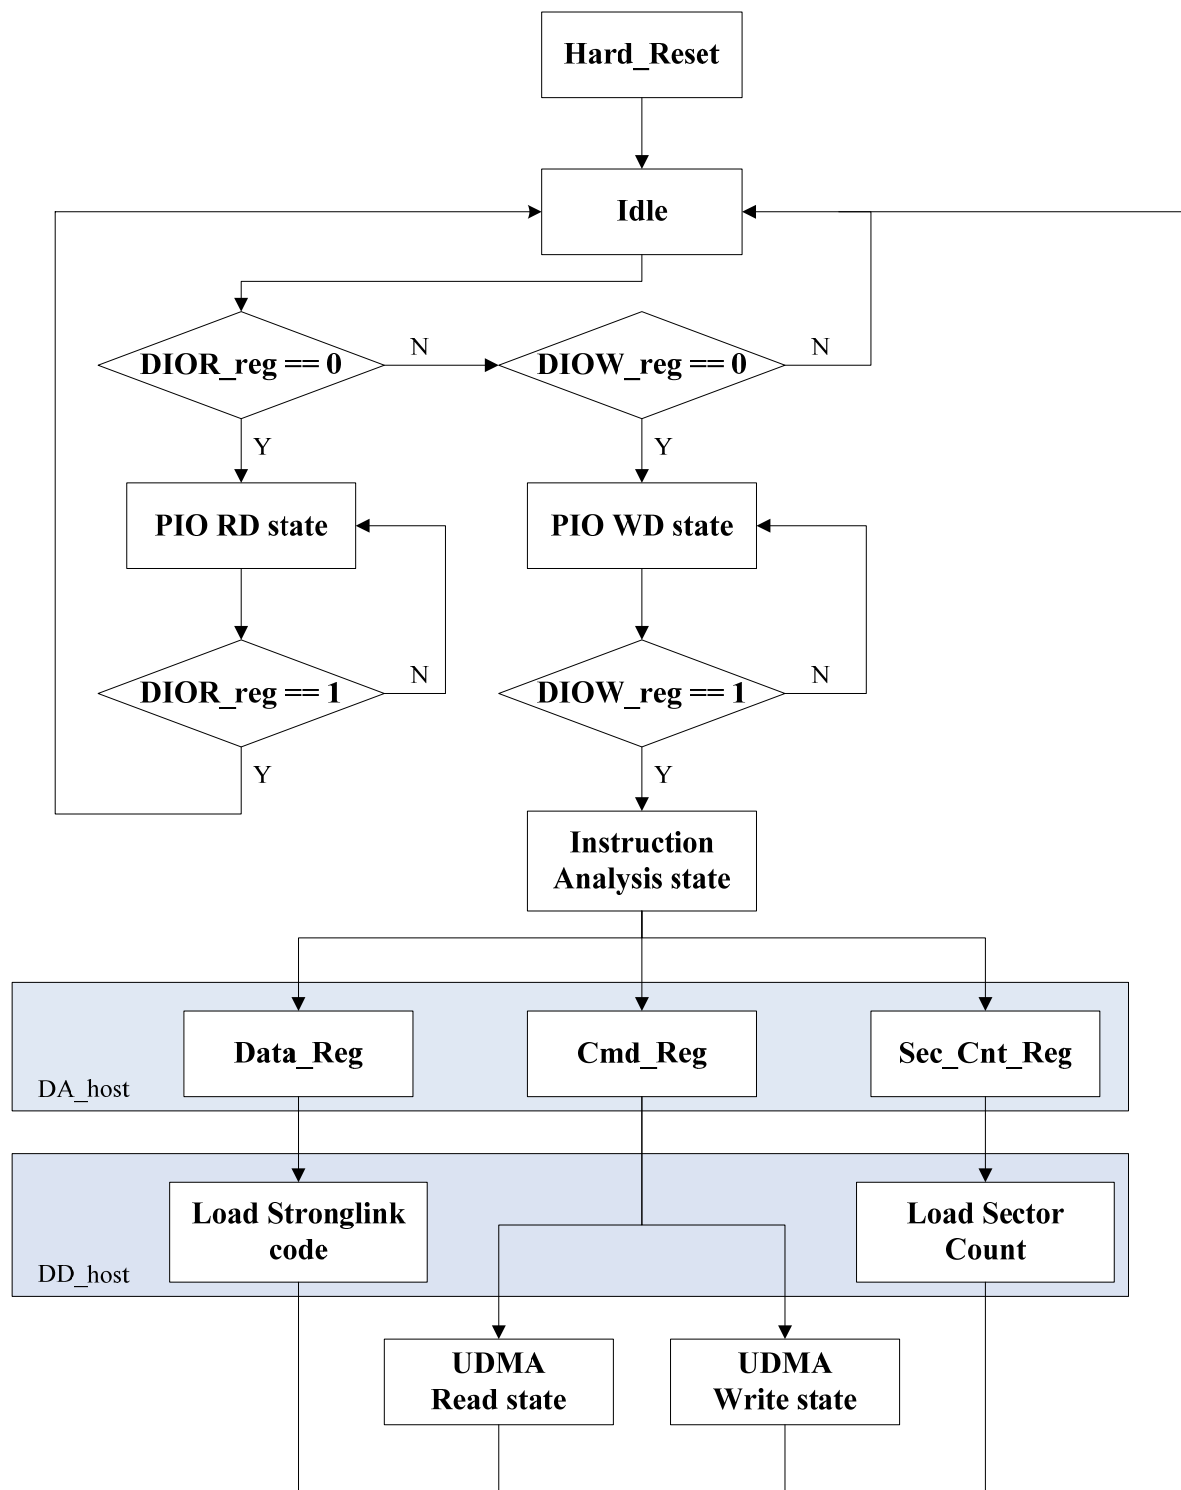 Hard_Reset
Idle
DIOR_reg == 0
N
DIOW_reg == 0
N
Y
Y
PIO RD state
PIO WD state
DIOR_reg == 1
N
DIOW_reg == 1
N
Y
Y
Instruction
Analysis state
Data_Reg
Cmd_Reg
Sec_Cnt_Reg
DA_host
Load Stronglink
code
Load Sector
Count
DD_host
UDMA
Read state
UDMA
Write state